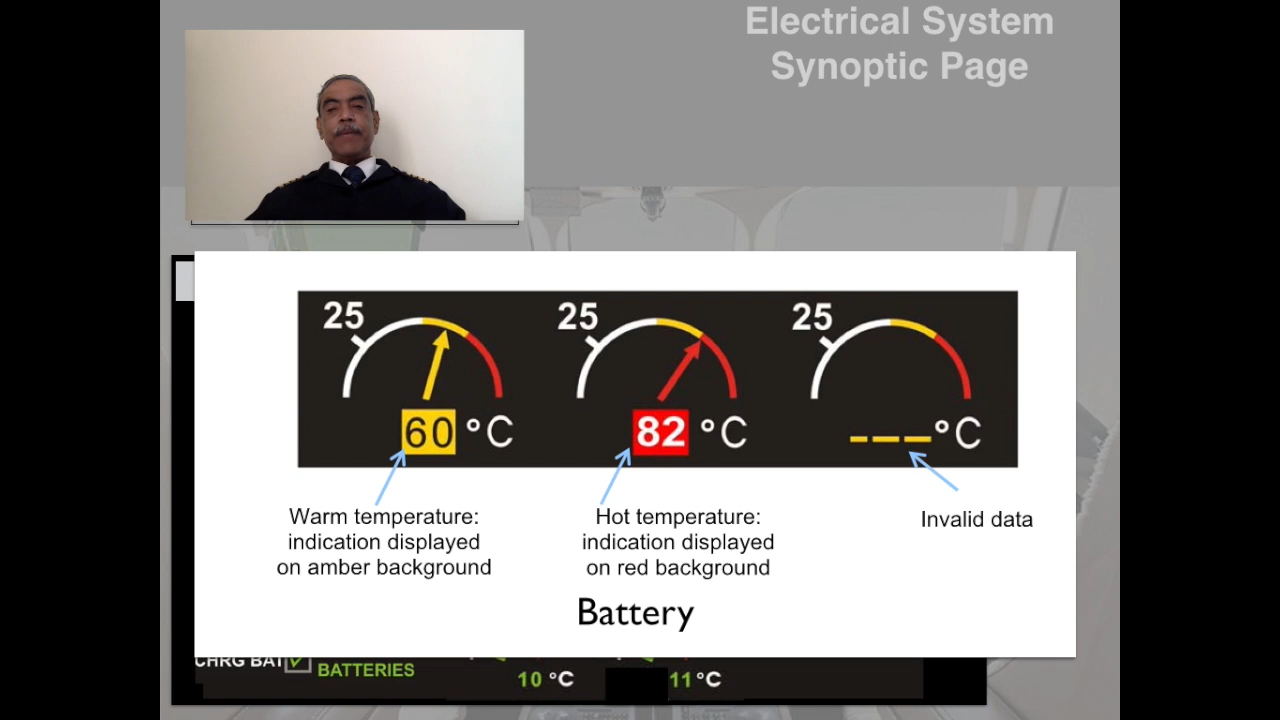 Electrical System
Synoptic Page
25 25 25
60 °C 82 °C ---°C
Warm temperature:
indication displayed
on amber background
Hot temperature:
indication displayed
on red background
Invalid data
Battery
CHRG BAT
BATTERIES
10 °C 11 °C